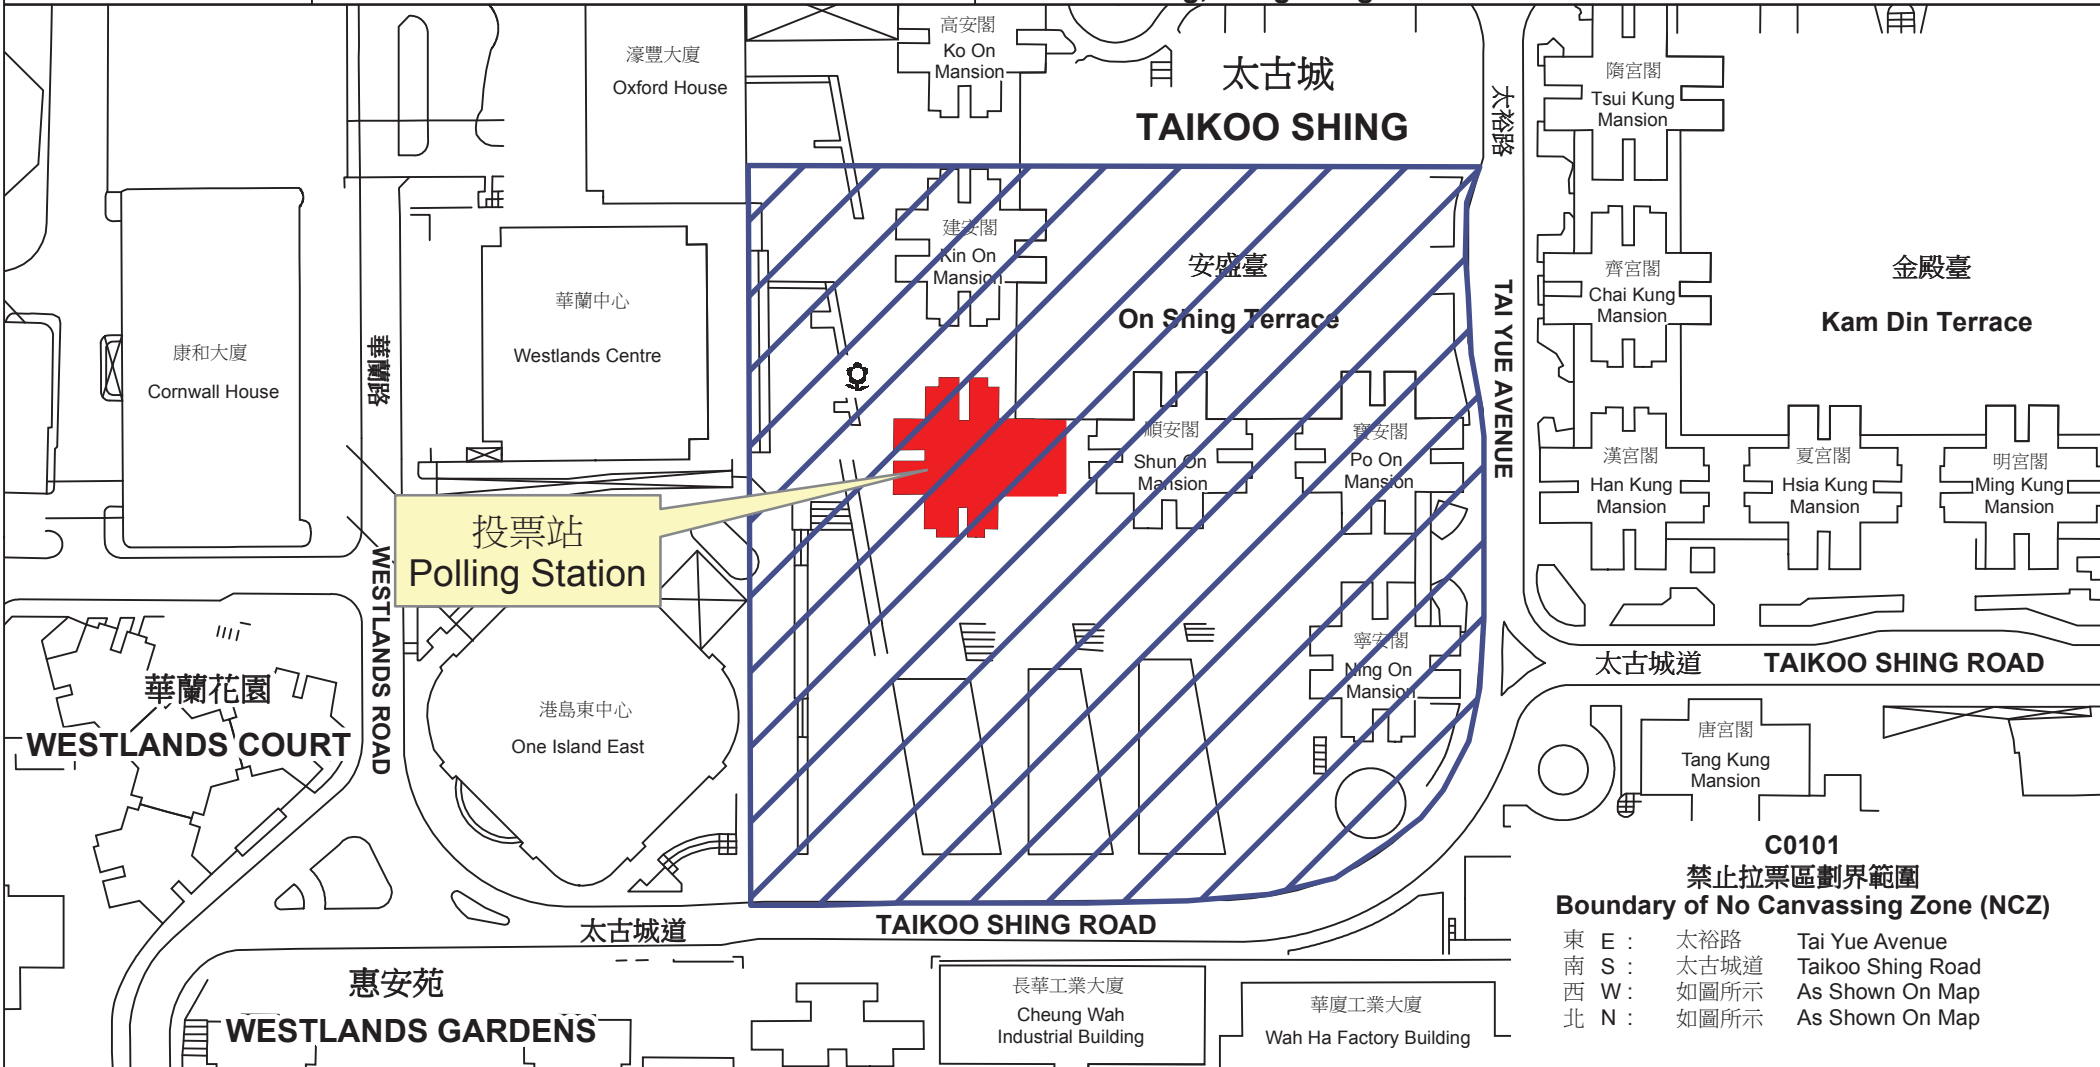 高安閣
Ko On
Mansion
濠豐大廈
Oxford House
太古城
TAIKOO SHING
太裕路
隋宮閣
Tsui Kung
Mansion
建安閣
Kin On
Mansion
安盛臺
On Shing Terrace
TAI YUE AVENUE
齊宮閣
Chai Kung
Mansion
金殿臺
Kam Din Terrace
華蘭中心
Westlands Centre
康和大廈
Cornwall House
華蘭路
順安閣
Shun On
Mansion
寶安閣
Po On
Mansion
漢宮閣
Han Kung
Mansion
夏宮閣
Hsia Kung
Mansion
明宮閣
Ming Kung
Mansion
投票站
Polling Station
WESTLANDS ROAD
華蘭花園
WESTLANDS COURT
港島東中心
One Island East
寧安閣
Ning On
Mansion
太古城道 TAIKOO SHING ROAD
唐宮閣
Tang Kung
Mansion
太古城道 TAIKOO SHING ROAD
惠安苑
WESTLANDS GARDENS
長華工業大廈
Cheung Wah
Industrial Building
華廈工業大廈
Wah Ha Factory Building
C0101
禁止拉票區劃界範圍
Boundary of No Canvassing Zone (NCZ)
東 E : 太裕路 Tai Yue Avenue
南 S : 太古城道 Taikoo Shing Road
西 W : 如圖所示 As Shown On Map
北 N : 如圖所示 As Shown On Map